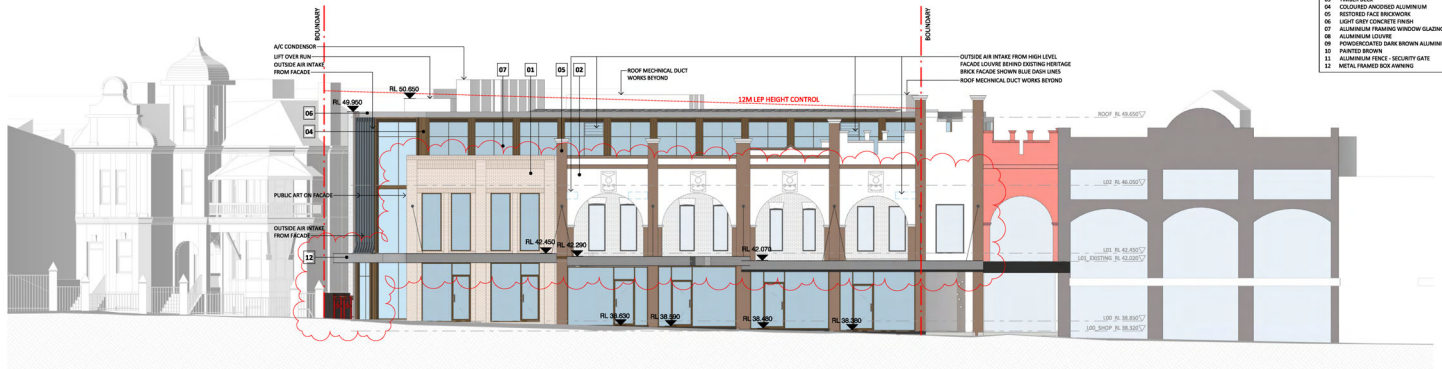 BOUNDARY
BOUNDARY
04 COLOURED ANODISED ALUMINIUM
05 RESTORED FACE BRICKWORK
06 LIGHT GREY CONCRETE FINISH
07 ALUMINIUM FRAMING WINDOW GLAZING
08 ALUMINIUM LOUVRE
09 POWDERCOATED DARK BROWN ALUMINI
10 PAINTED BROWN
11 ALUMINIUM FENCE - SECURITY GATE
12 METAL FRAMED BOX AWNING
A/C CONDENSOR
LIFT OVER RUN
OUTSIDE AIR INTAKE
FROM FACADE
07
01
05
02
ROOF MECHNICAL DUCT
WORKS BEYOND
OUTSIDE AIR INTAKE FROM HIGH LEVEL
FACADE LOUVRE BEHIND EXISTING HERITAGE
BRICK FACADE SHOWN BLUE DASH LINES
ROOF MECHNICAL DUCT WORKS BEYOND
RL 50.650
12M LEP HEIGHT CONTROL
RL 49.950
06
04
ROOF RL 49.650
PUBLIC ART ON FACADE
L02 RL 46.050
OUTSIDE AIR INTAKE
FROM FACADE
12
RL 42.450
RL 42.290
RL 42.070
L01 RL 42.450
L01_EXISTING RL 42.020
RL 38.630
RL 38.590
RL 38.480
RL 38.380
L00 RL 38.850
L00_SHOP RL 38.320